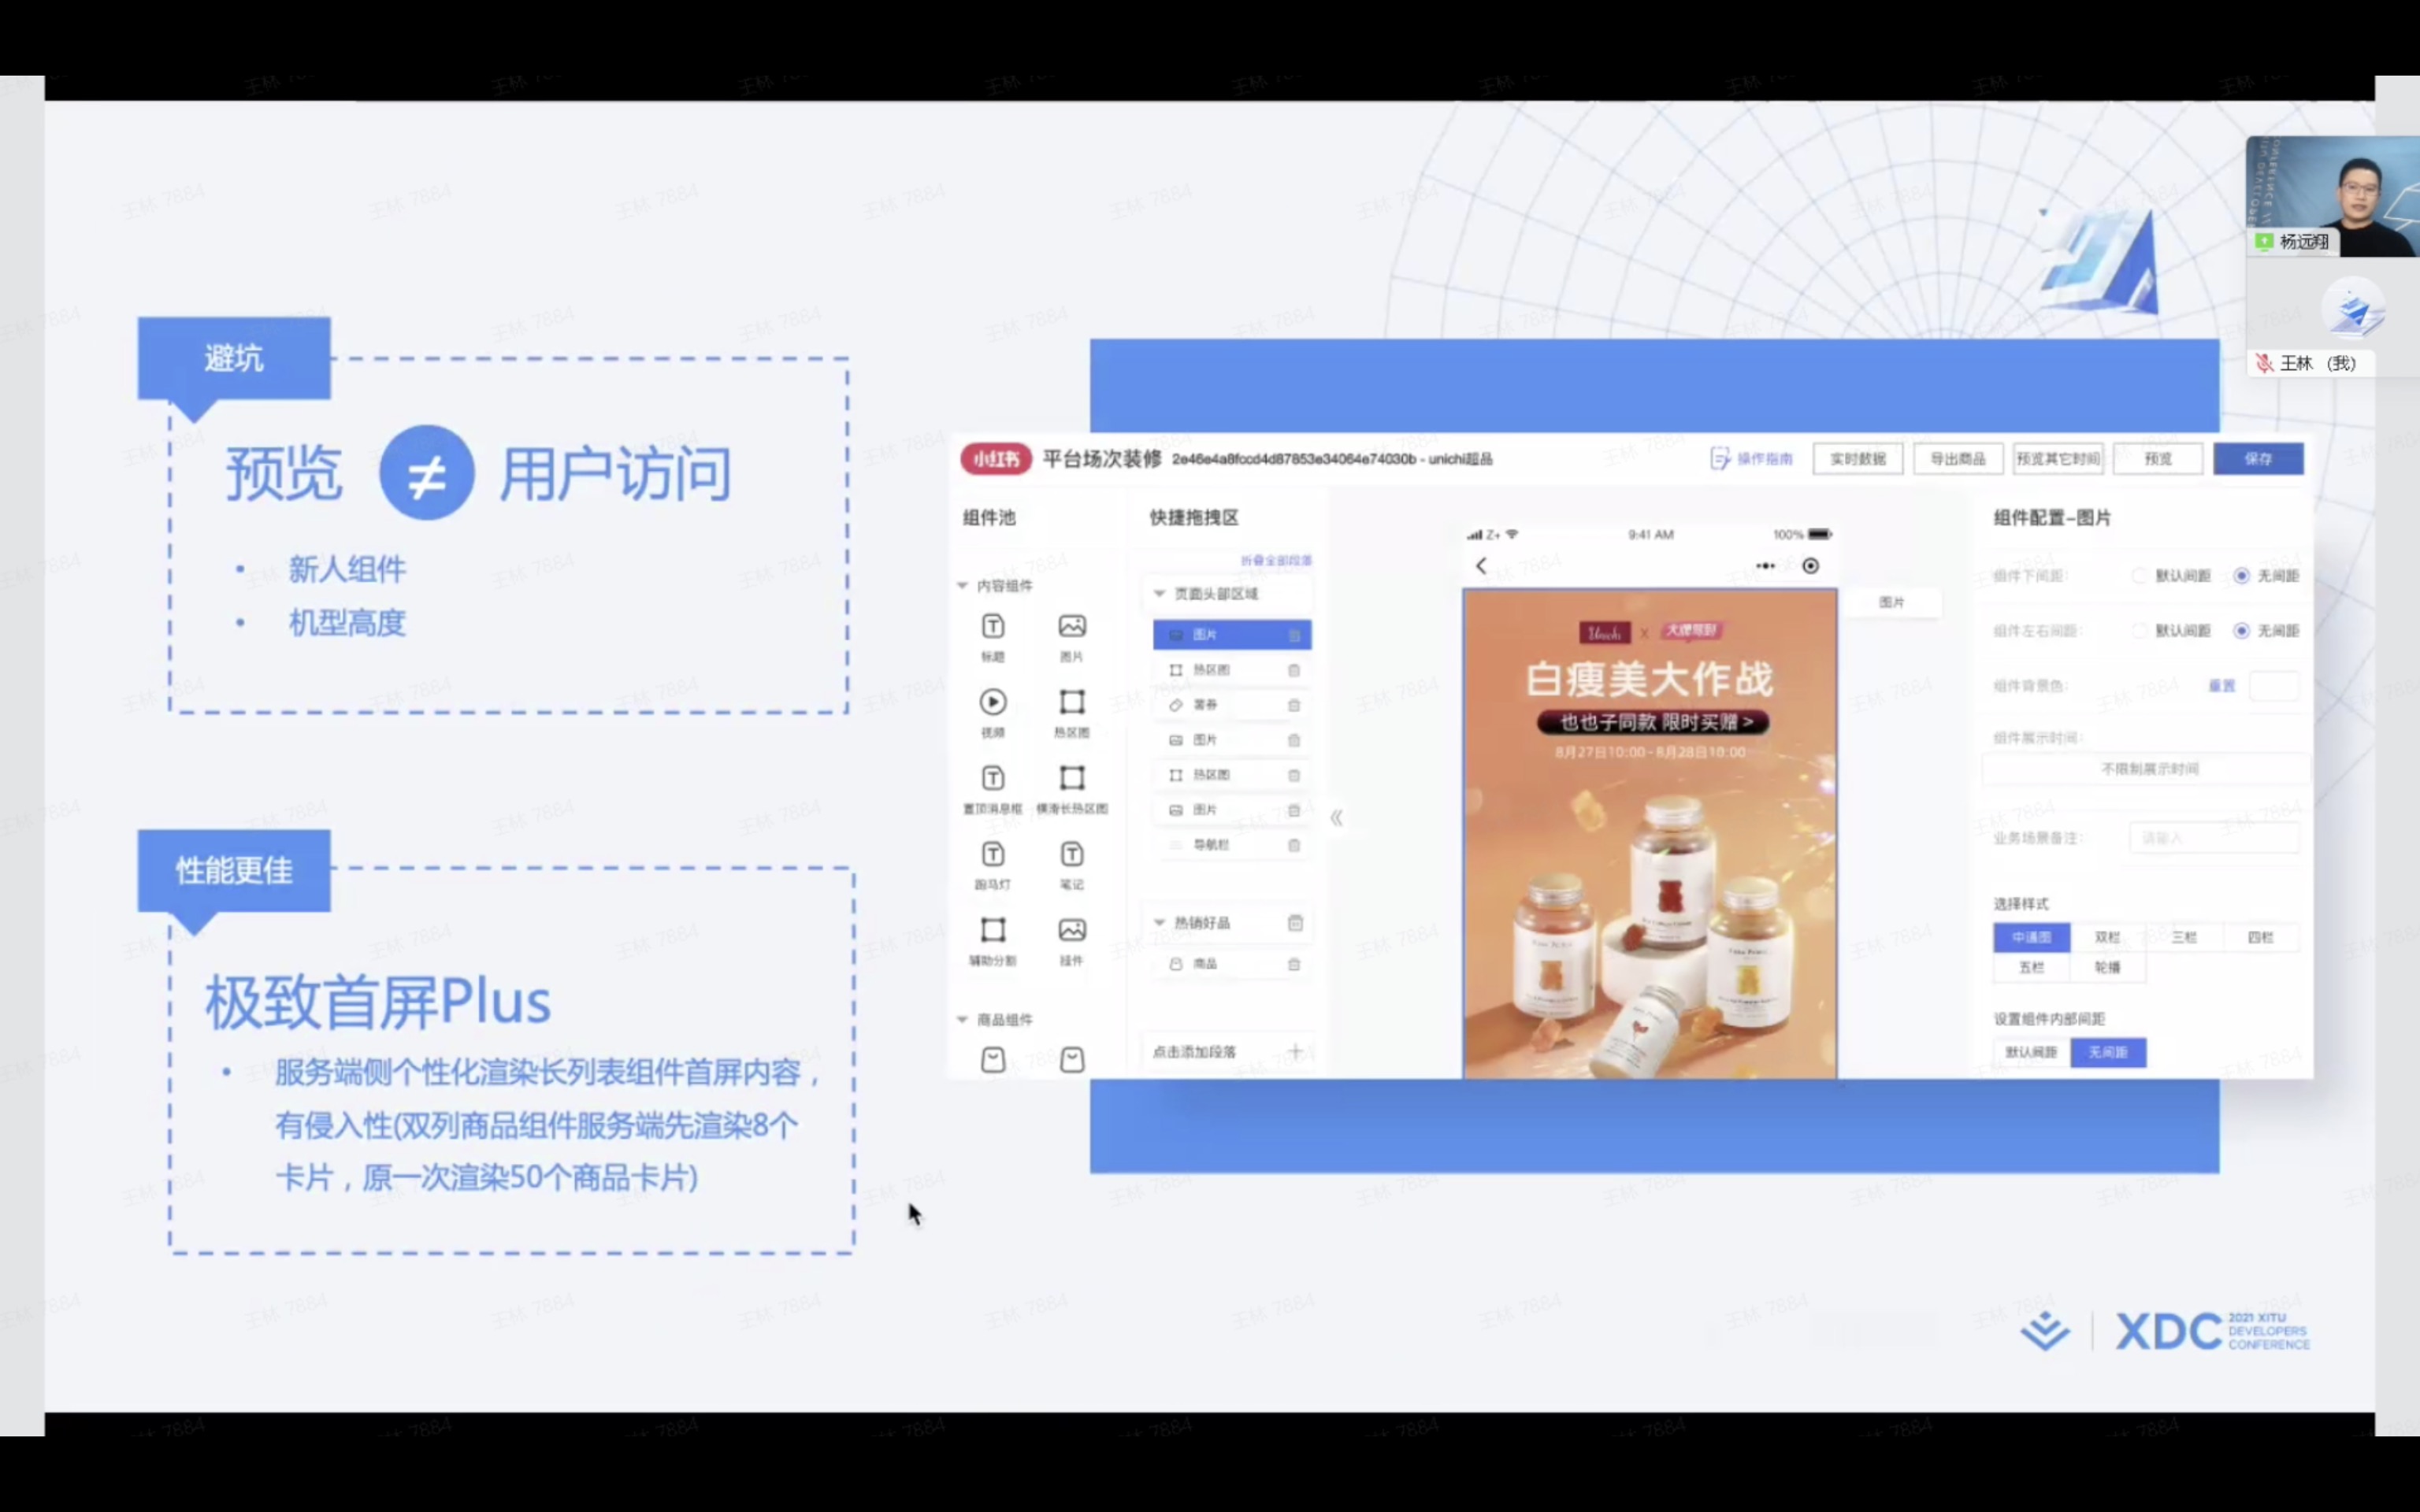 避坑
预览 ≠ 用户访问
• 新人组件
• 机型高度
性能更佳
极致首屏Plus
• 服务端侧个性化渲染长列表组件首屏内容，
有侵入性(双列商品组件服务端先渲染8个
卡片，原一次渲染50个商品卡片)
小红书 平台场次装修 - unichi超品
操作指南 实时数据 导出商品 预览其它时间 预览 保存
组件池
内容组件
标题 图片
视频 热区图
置顶消息框 横滑长热区图
跑马灯 笔记
辅助分割 挂件
商品组件
快捷拖拽区
折叠全部段落
页面头部区域
图片
热区图
薯券
图片
热区图
图片
导航栏
热销好品
商品
点击添加段落
9:41 AM 100%
Unichi X 大牌驾到
白瘦美大作战
也也子同款 限时买赠 >
8月27日10:00-8月28日10:00
图片
组件配置-图片
组件下间距: 默认间距 无间距
组件左右间距: 默认间距 无间距
组件背景色: 重置
组件展示时间:
不限制展示时间
业务场景备注: 请输入
选择样式
中通图 双栏 三栏 四栏
五栏 轮播
设置组件内部间距
默认间距 无间距
杨远翔
王林 (我)
XDC 2021 XITU
DEVELOPERS
CONFERENCE
王林 7884